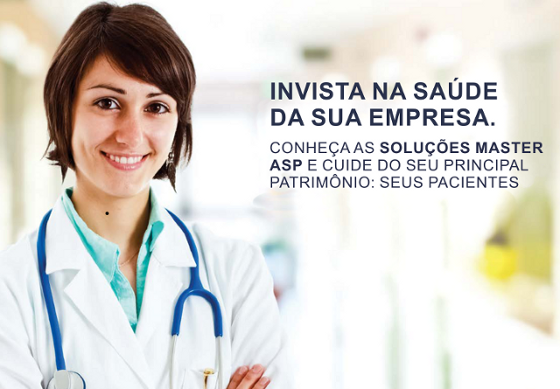 INVISTA NA SAÚDE
DA SUA EMPRESA.
CONHEÇA AS SOLUÇÕES MASTER
ASP E CUIDE DO SEU PRINCIPAL
PATRIMÔNIO: SEUS PACIENTES